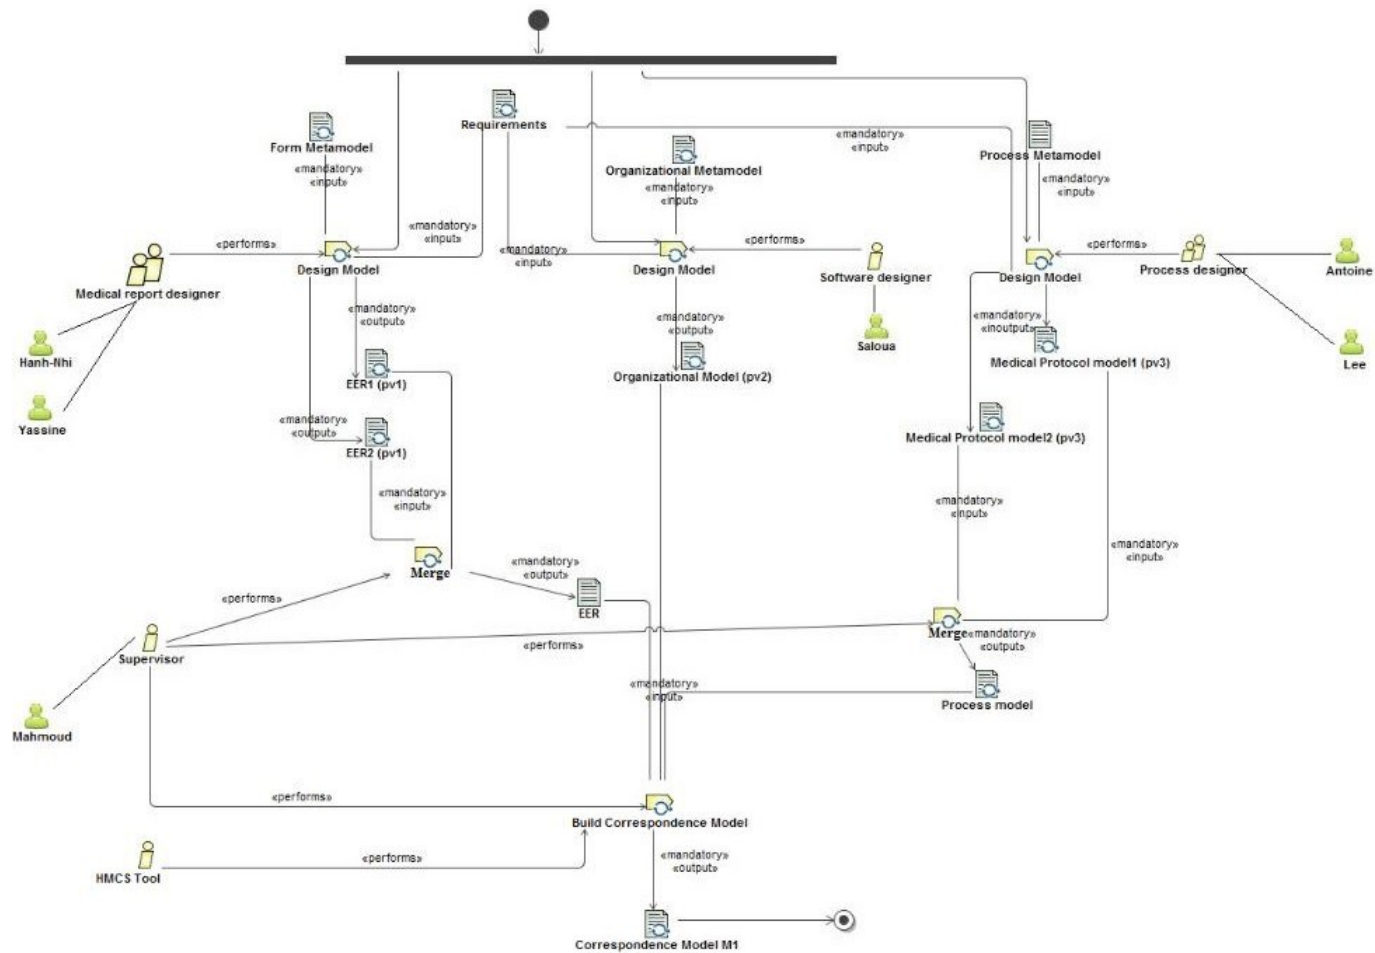 Requirements
Form Metamodel
«mandatory»
«input»
Organizational Metamodel
«mandatory»
«input»
«mandatory»
«input»
Process Metamodel
«mandatory»
«input»
«performs»
«mandatory»
«input»
«mandatory»
«input»
«performs»
«performs»
Medical report designer
Design Model
Design Model
Software designer
Design Model
Process designer
Antoine
Hanh-Nhi
Yassine
Saloua
Lee
«mandatory»
«output»
«mandatory»
«output»
«mandatory»
«inoutput»
EER1 (pv1)
Organizational Model (pv2)
Medical Protocol model1 (pv3)
«mandatory»
«output»
EER2 (pv1)
Medical Protocol model2 (pv3)
«mandatory»
«input»
«mandatory»
«input»
«mandatory»
«input»
Merge
«mandatory»
«output»
EER
«performs»
Supervisor
«performs»
Merge
«mandatory»
«output»
Mahmoud
«mandatory»
«input»
Process model
«performs»
Build Correspondence Model
HMCS Tool
«performs»
«mandatory»
«output»
Correspondence Model M1